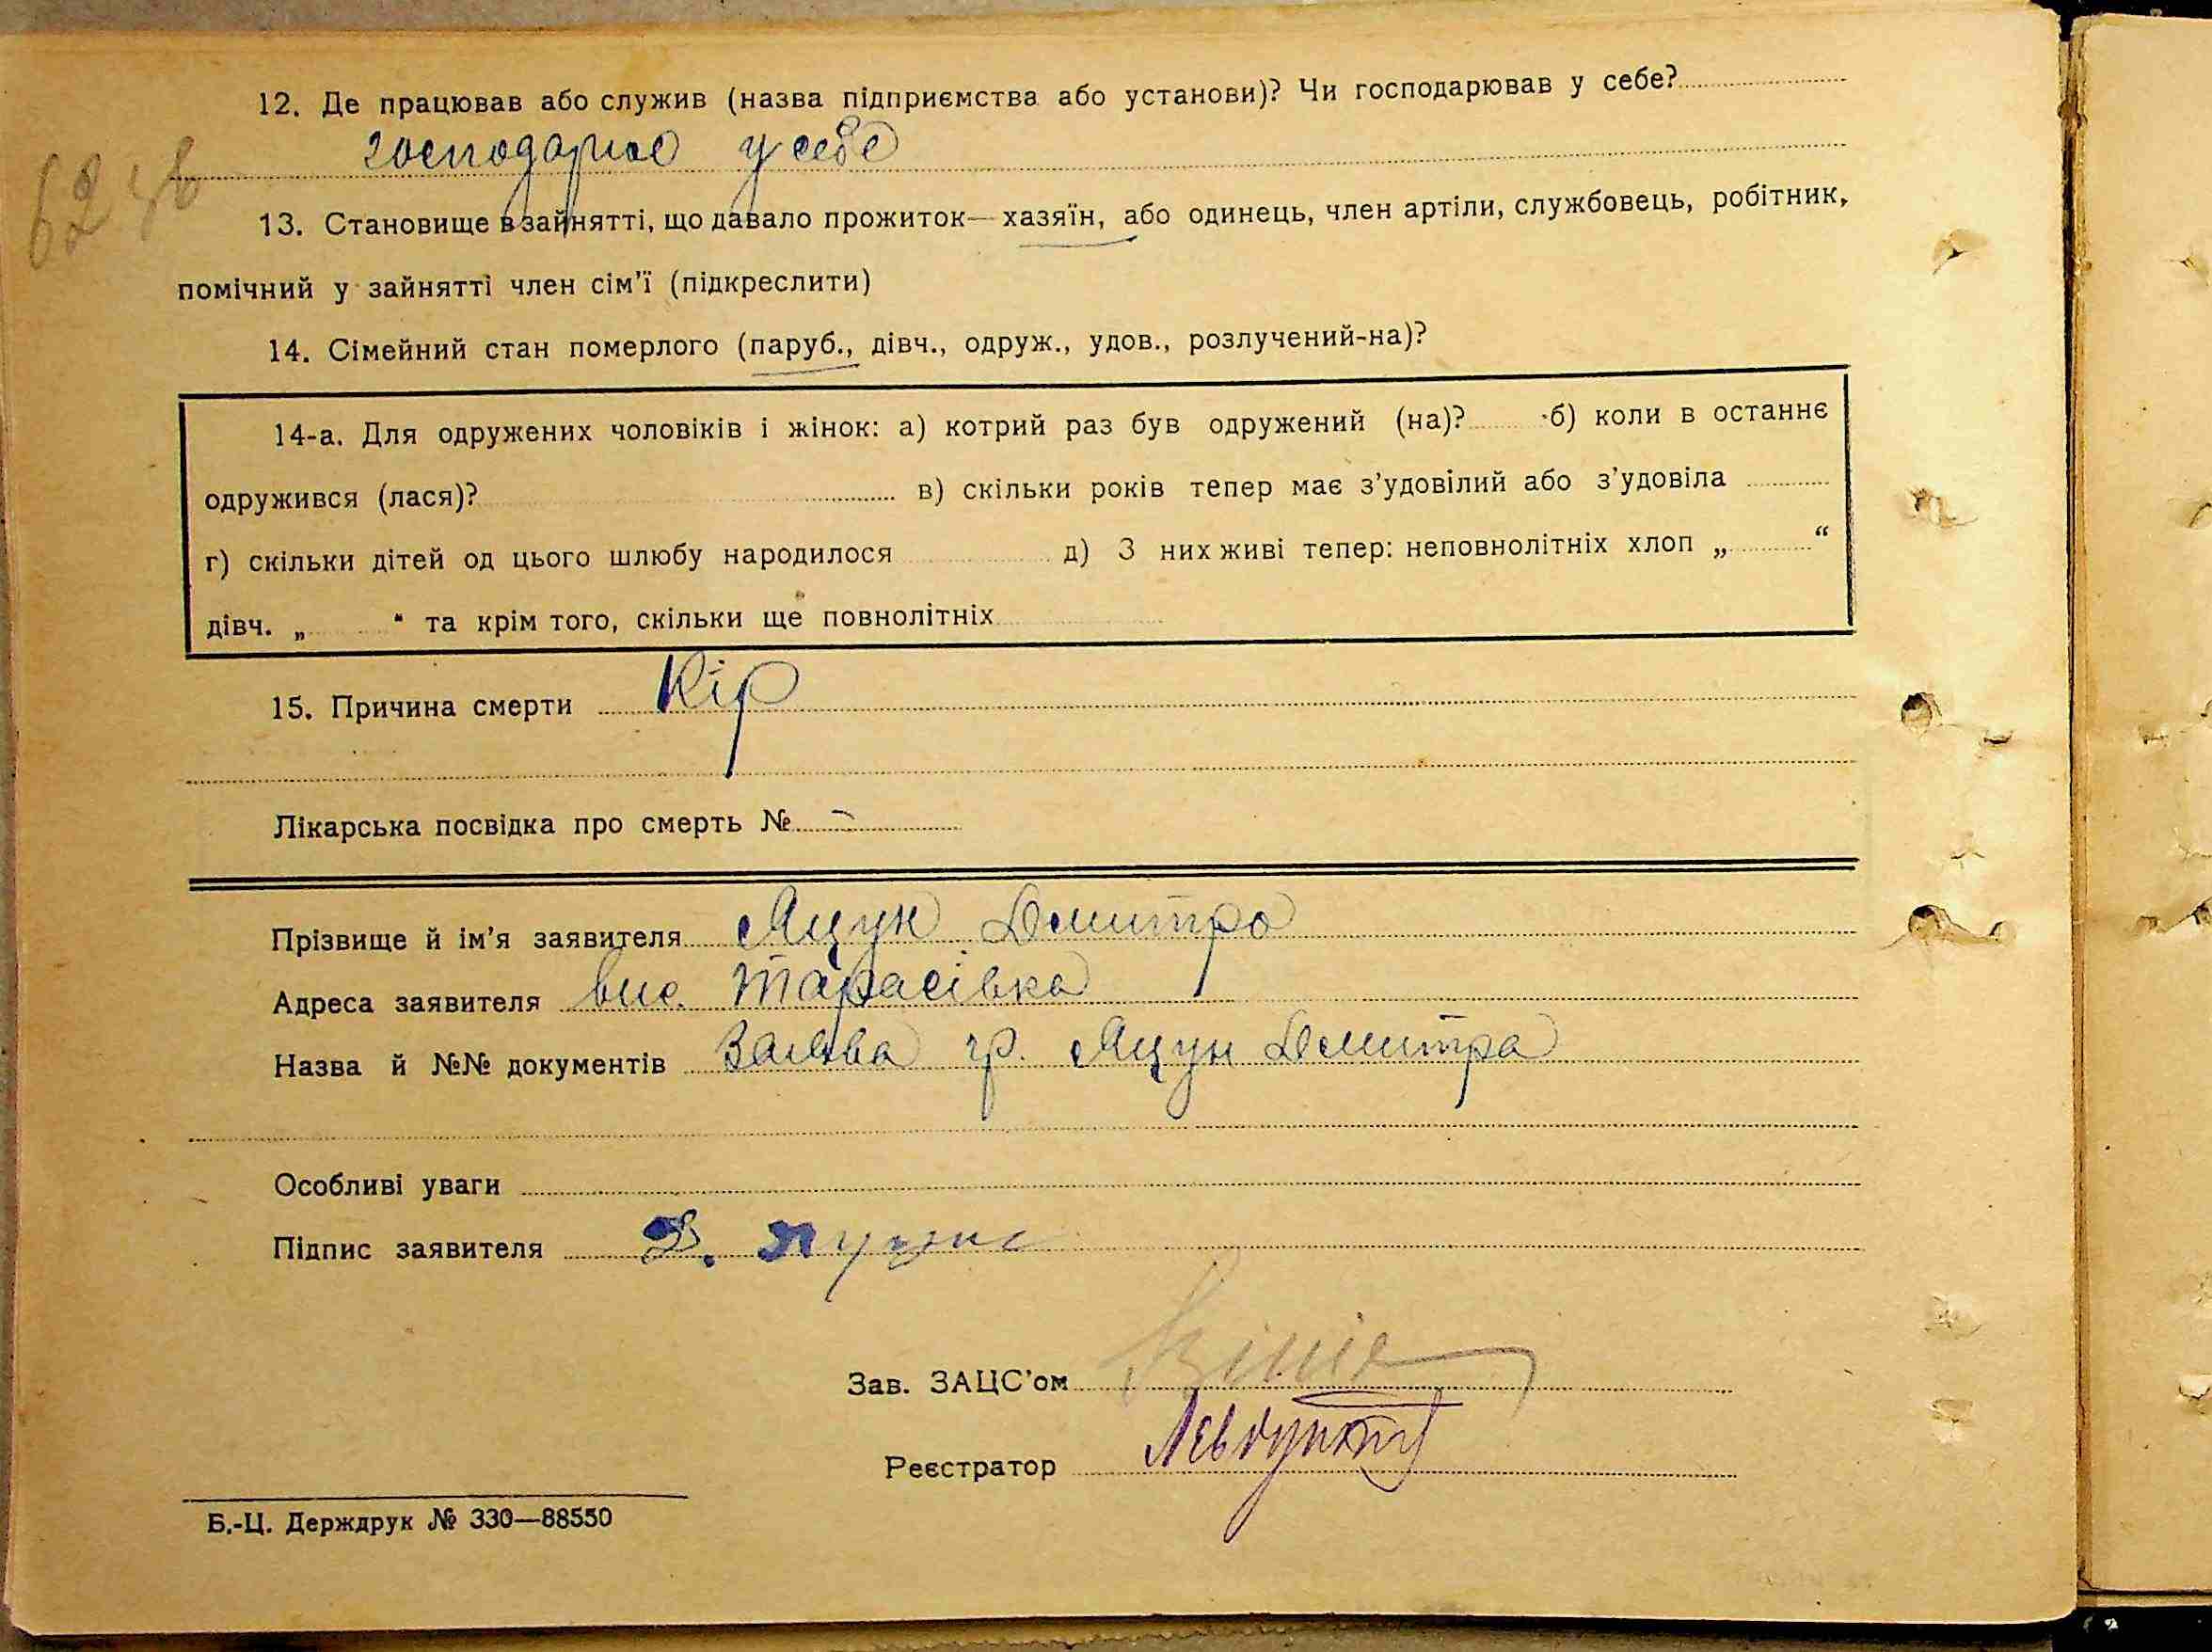 12. Де працював або служив (назва підприємства або установи)? Чи господарював у себе?
господарює у себе
62 зв
13. Становище в зайнятті, що давало прожиток—хазяїн, або одинець, член артіли, службовець, робітник,
помічний у зайнятті член сім'ї (підкреслити)
14. Сімейний стан померлого (паруб., дівч., одруж., удов., розлучений-на)?
14-а. Для одружених чоловіків і жінок: а) котрий раз був одружений (на)? б) коли в останнє
одружився (лася)? в) скільки років тепер має з'удовілий або з'удовіла
г) скільки дітей од цього шлюбу народилося д) З них живі тепер: неповнолітніх хлоп „ “
дівч. „ “ та крім того, скільки ще повнолітніх
15. Причина смерти Кір
Лікарська посвідка про смерть № —
Прізвище й ім'я заявителя Яцун Дмитро
Адреса заявителя вис. Тарасівка
Назва й №№ документів Заява гр. Яцун Дмитра
Особливі уваги
Підпис заявителя Д.
Зав. ЗАЦС'ом
Реєстратор
Б.-Ц. Держдрук № 330—88550